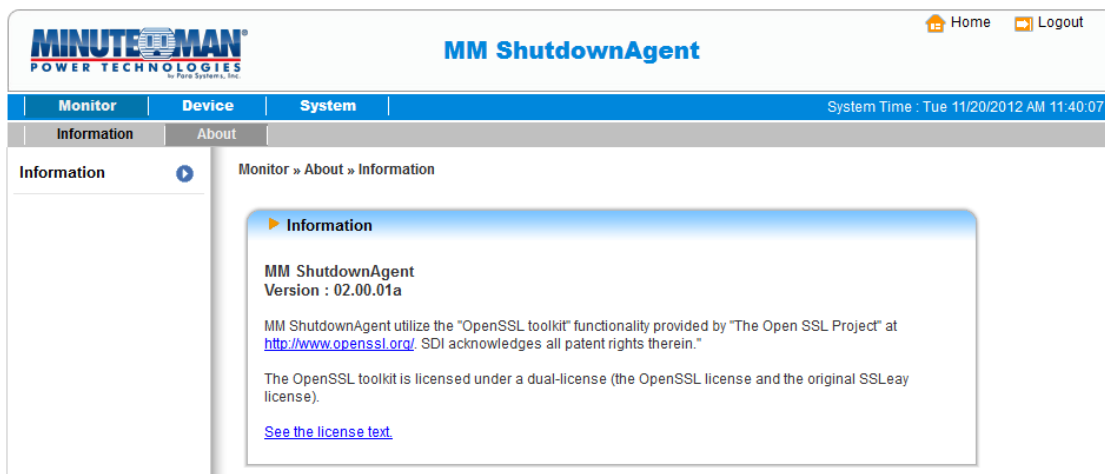 Home Logout
MINUTEMAN®
POWER TECHNOLOGIES
by Para Systems, Inc.
MM ShutdownAgent
Monitor Device System System Time : Tue 11/20/2012 AM 11:40:07
Information About
Information
Monitor » About » Information
Information
MM ShutdownAgent
Version : 02.00.01a
MM ShutdownAgent utilize the "OpenSSL toolkit" functionality provided by "The Open SSL Project" at
http://www.openssl.org/. SDI acknowledges all patent rights therein."
The OpenSSL toolkit is licensed under a dual-license (the OpenSSL license and the original SSLeay
license).
See the license text.